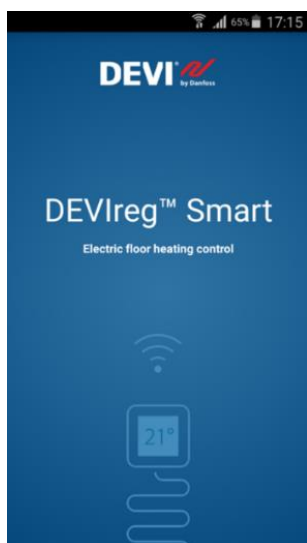 65% 17:15
DEVI®
by Danfoss
DEVIreg™ Smart
Electric floor heating control
21°